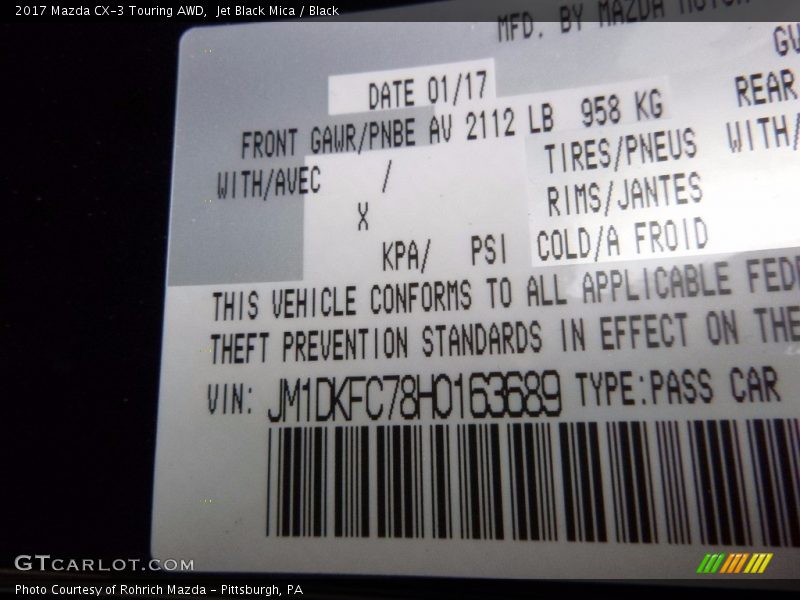 2017 Mazda CX-3 Touring AWD, Jet Black Mica / Black
MFD. BY MAZDA MOTOR
DATE 01/17
FRONT GAWR/PNBE AV 2112 LB 958 KG
REAR
WITH/AVEC /
TIRES/PNEUS
WITH/
X
RIMS/JANTES
KPA/ PSI
COLD/A FROID
THIS VEHICLE CONFORMS TO ALL APPLICABLE
THEFT PREVENTION STANDARDS IN EFFECT ON THE
VIN: JM1DKFC78H0163689 TYPE:PASS CAR
GTCARLOT.COM
Photo Courtesy of Rohrich Mazda - Pittsburgh, PA